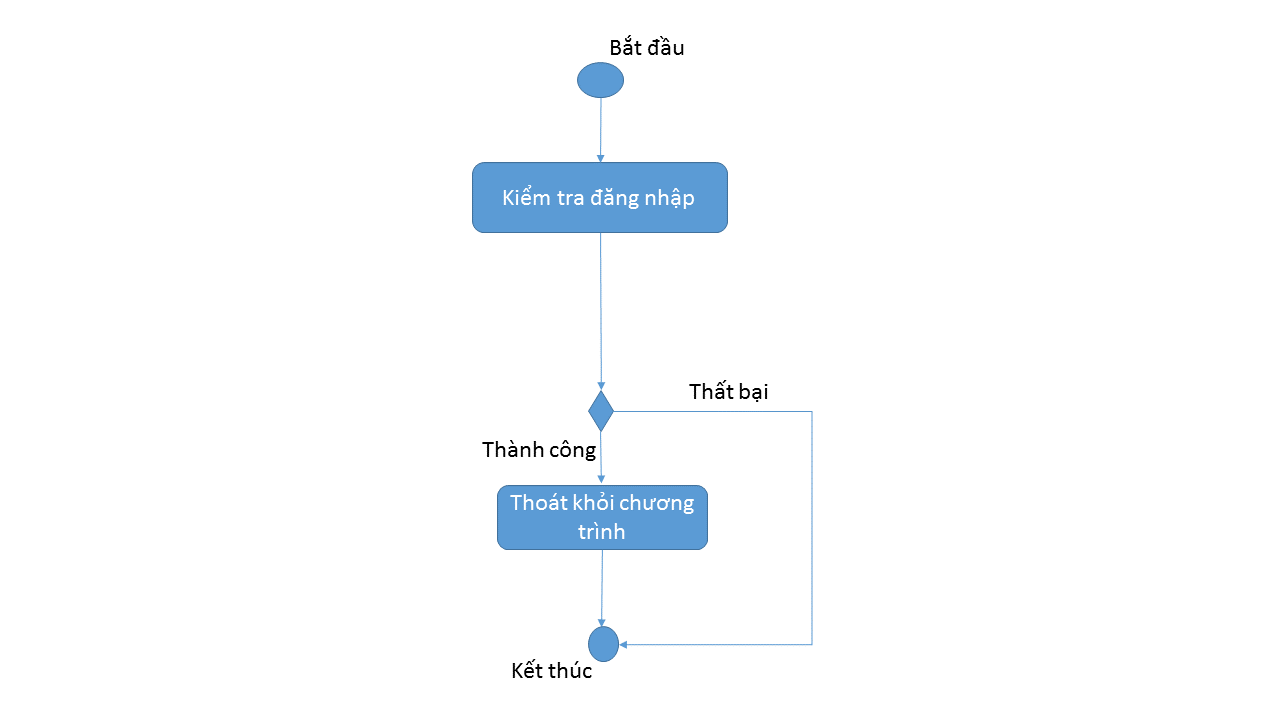 Bắt đầu
Kiểm tra đăng nhập
Thất bại
Thành công
Thoát khỏi chương
trình
Kết thúc